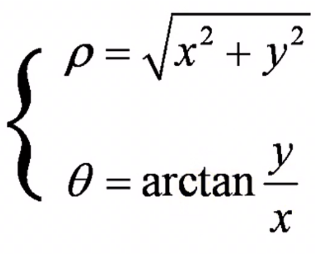 ρ = √(x² + y²)
θ = arctan y/x